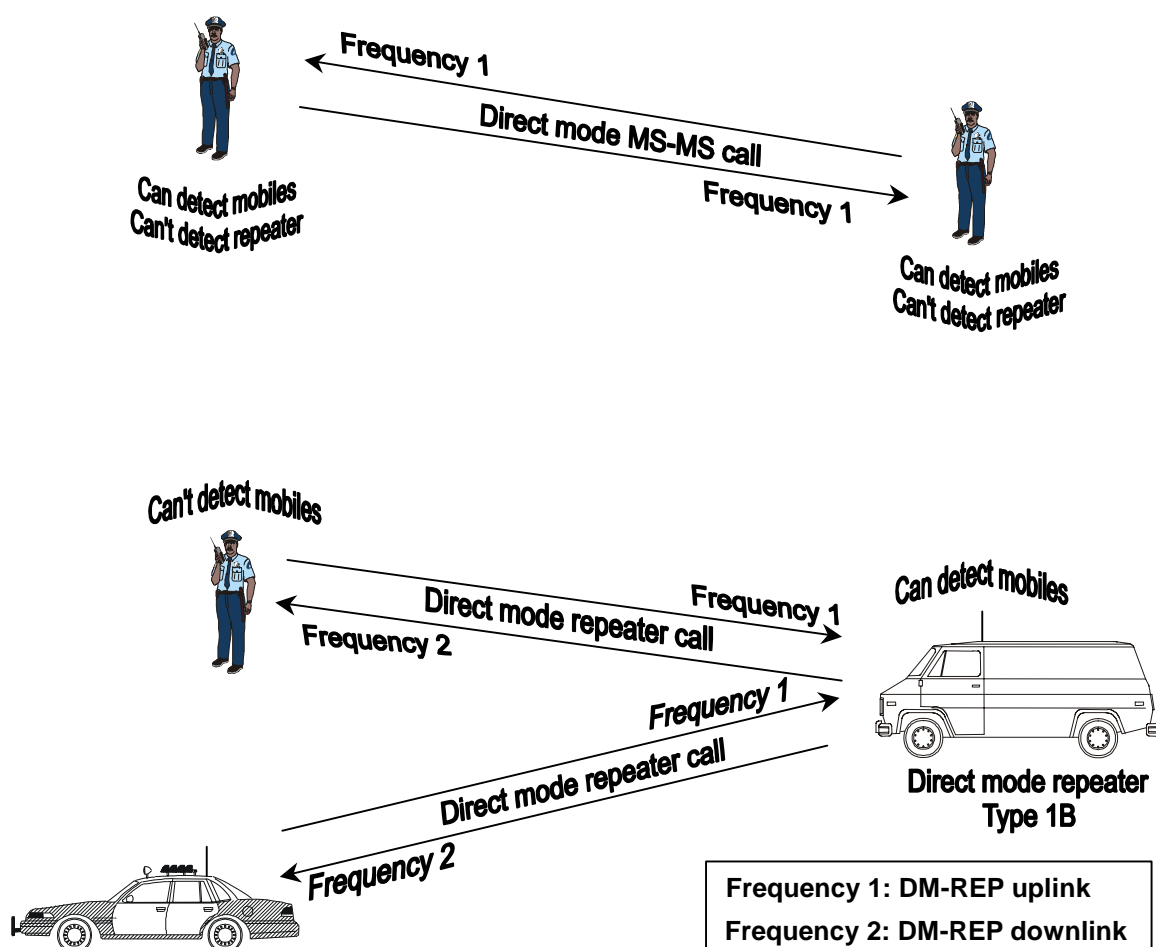 Frequency 1
Direct mode MS-MS call
Frequency 1
Can detect mobiles
Can't detect repeater
Can detect mobiles
Can't detect repeater
Can't detect mobiles
Can detect mobiles
Frequency 1
Direct mode repeater call
Frequency 2
Frequency 1
Direct mode repeater call
Frequency 2
Direct mode repeater
Type 1B
Frequency 1: DM-REP uplink
Frequency 2: DM-REP downlink